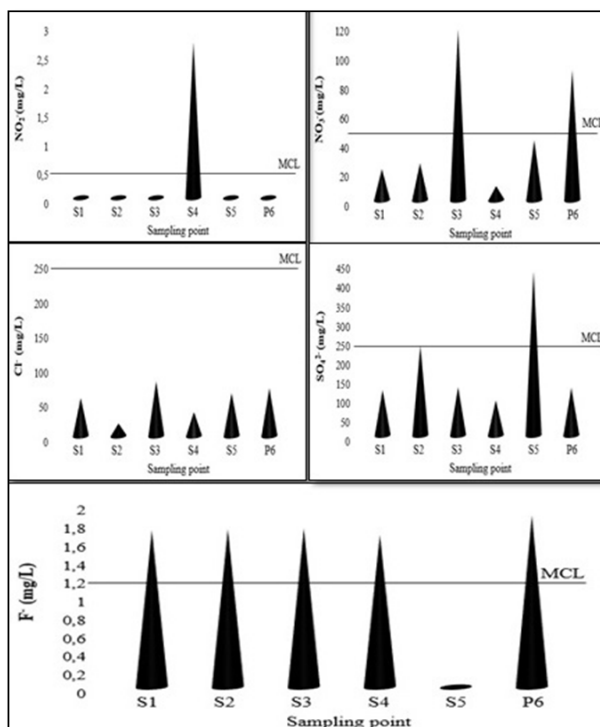 NO₂⁻(mg/L)
3
2,5
2
1,5
1
0,5
0
MCL
S1 S2 S3 S4 S5 P6
Sampling point
NO₃⁻(mg/L)
120
100
80
60
40
20
0
MCL
S1 S2 S3 S4 S5 P6
Sampling point
Cl⁻ (mg/L)
250
200
150
100
50
0
MCL
S1 S2 S3 S4 S5 P6
Sampling point
SO₄²⁻(mg/L)
450
400
350
300
250
200
150
100
50
0
MCL
S1 S2 S3 S4 S5 P6
Sampling point
F⁻ (mg/L)
2
1,8
1,6
1,4
1,2
1
0,8
0,6
0,4
0,2
0
MCL
S1 S2 S3 S4 S5 P6
Sampling point